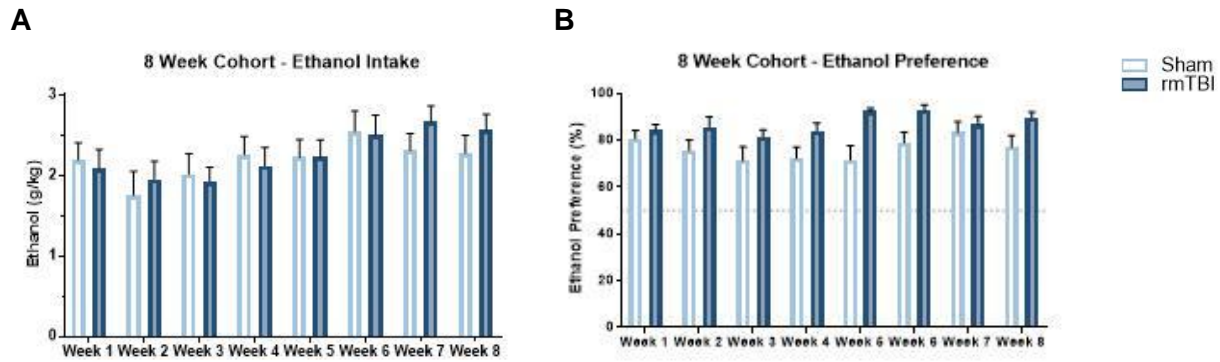 A
8 Week Cohort - Ethanol Intake
Ethanol (g/kg)
3
2
1
0
Week 1 Week 2 Week 3 Week 4 Week 5 Week 6 Week 7 Week 8
B
8 Week Cohort - Ethanol Preference
Ethanol Preference (%)
100
80
60
40
20
0
Week 1 Week 2 Week 3 Week 4 Week 5 Week 6 Week 7 Week 8
Sham
rmTBI